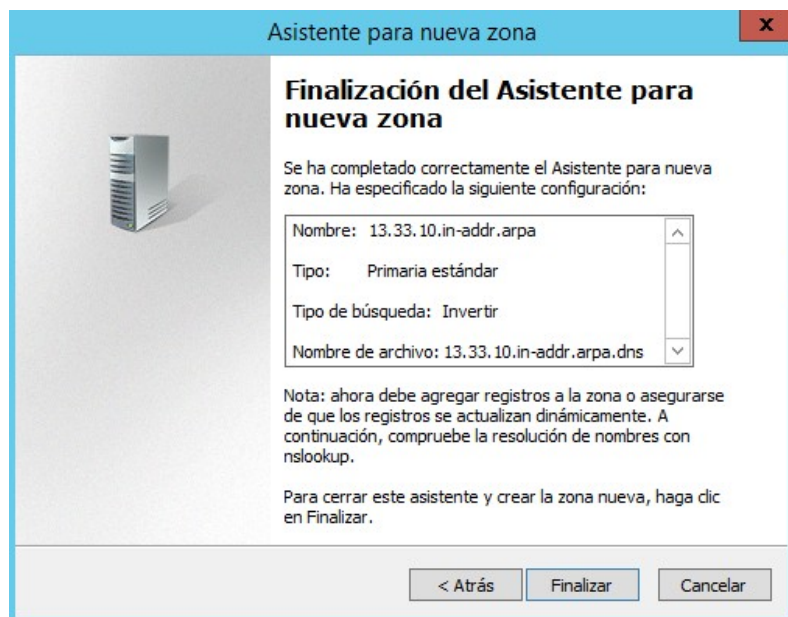 Asistente para nueva zona
x
Finalización del Asistente para
nueva zona
Se ha completado correctamente el Asistente para nueva
zona. Ha especificado la siguiente configuración:
Nombre: 13.33.10.in-addr.arpa
Tipo: Primaria estándar
Tipo de búsqueda: Invertir
Nombre de archivo: 13.33.10.in-addr.arpa.dns
Nota: ahora debe agregar registros a la zona o asegurarse
de que los registros se actualizan dinámicamente. A
continuación, compruebe la resolución de nombres con
nslookup.
Para cerrar este asistente y crear la zona nueva, haga clic
en Finalizar.
< Atrás Finalizar Cancelar